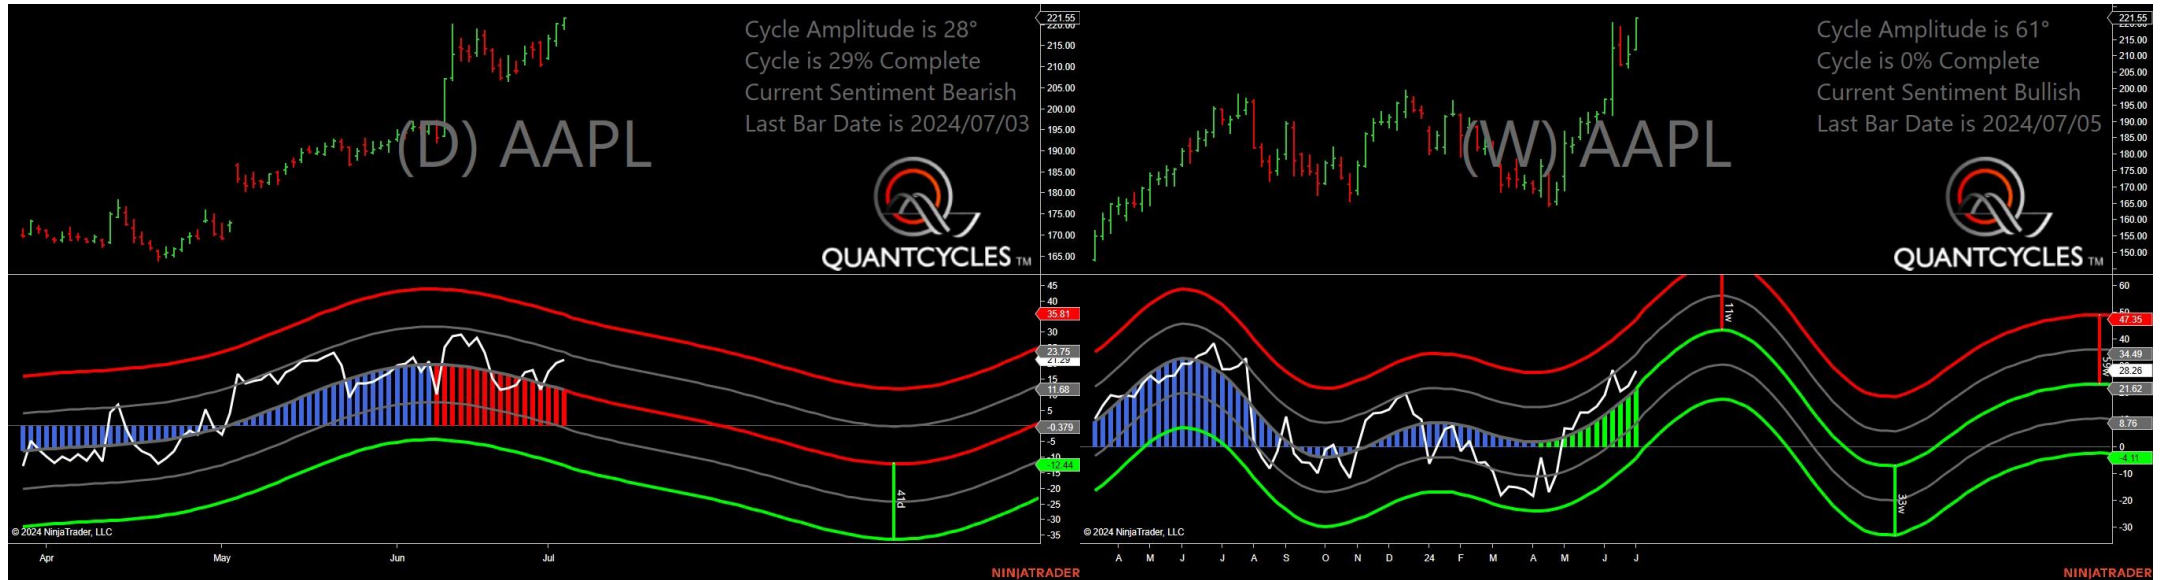 Cycle Amplitude is 28°
Cycle is 29% Complete
Current Sentiment Bearish
Last Bar Date is 2024/07/03
(D) AAPL
QUANTCYCLES TM
221.55
215.00
210.00
205.00
200.00
195.00
190.00
185.00
180.00
175.00
170.00
165.00
45
40
35.81
30
23.75
21.29
15
11.68
5
-0.379
-5
-10
-12.44
-15
-20
-25
-30
-35
41d
© 2024 NinjaTrader, LLC
Apr
May
Jun
Jul
NINJATRADER
Cycle Amplitude is 61°
Cycle is 0% Complete
Current Sentiment Bullish
Last Bar Date is 2024/07/05
(W) AAPL
QUANTCYCLES TM
221.55
215.00
210.00
205.00
200.00
195.00
190.00
185.00
180.00
175.00
170.00
165.00
160.00
155.00
150.00
60
50
47.35
40
34.49
28.26
21.62
8.76
0
-4.11
-10
-20
-30
11w
33w
© 2024 NinjaTrader, LLC
A M J J A S O N D 24 F M A M J J
NINJATRADER